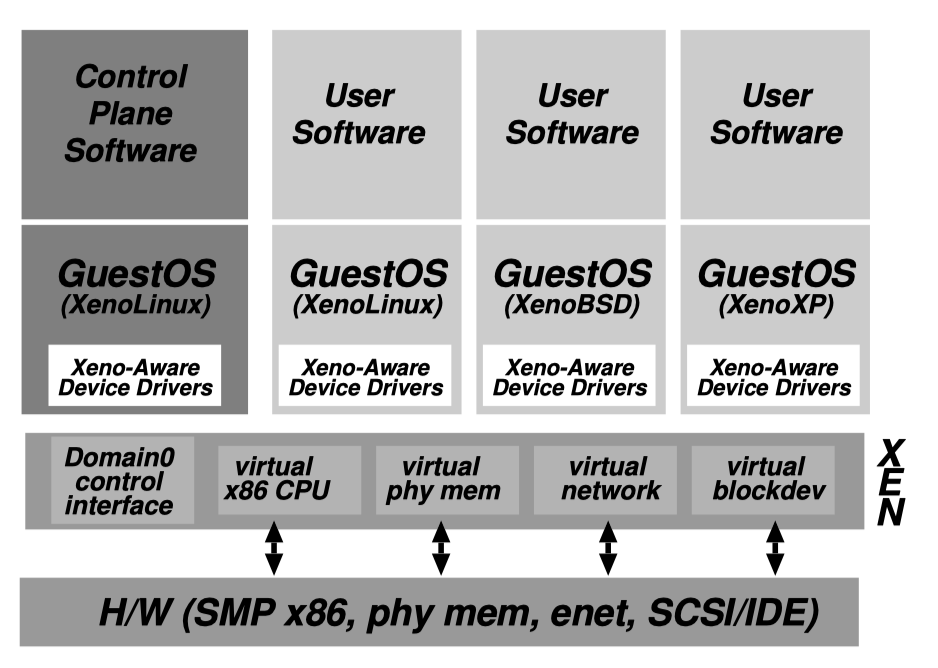 Control
Plane
Software
User
Software
User
Software
User
Software
GuestOS
(XenoLinux)
Xeno-Aware
Device Drivers
GuestOS
(XenoLinux)
Xeno-Aware
Device Drivers
GuestOS
(XenoBSD)
Xeno-Aware
Device Drivers
GuestOS
(XenoXP)
Xeno-Aware
Device Drivers
Domain0
control
interface
virtual
x86 CPU
virtual
phy mem
virtual
network
virtual
blockdev
X
E
N
H/W (SMP x86, phy mem, enet, SCSI/IDE)